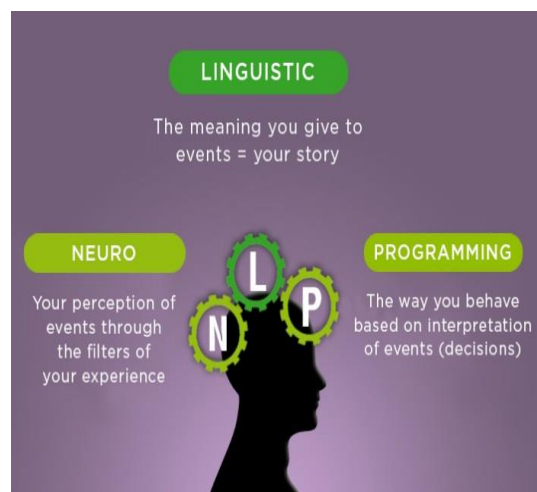 LINGUISTIC
The meaning you give to
events = your story
NEURO
Your perception of
events through
the filters of
your experience
N
L
P
PROGRAMMING
The way you behave
based on interpretation
of events (decisions)